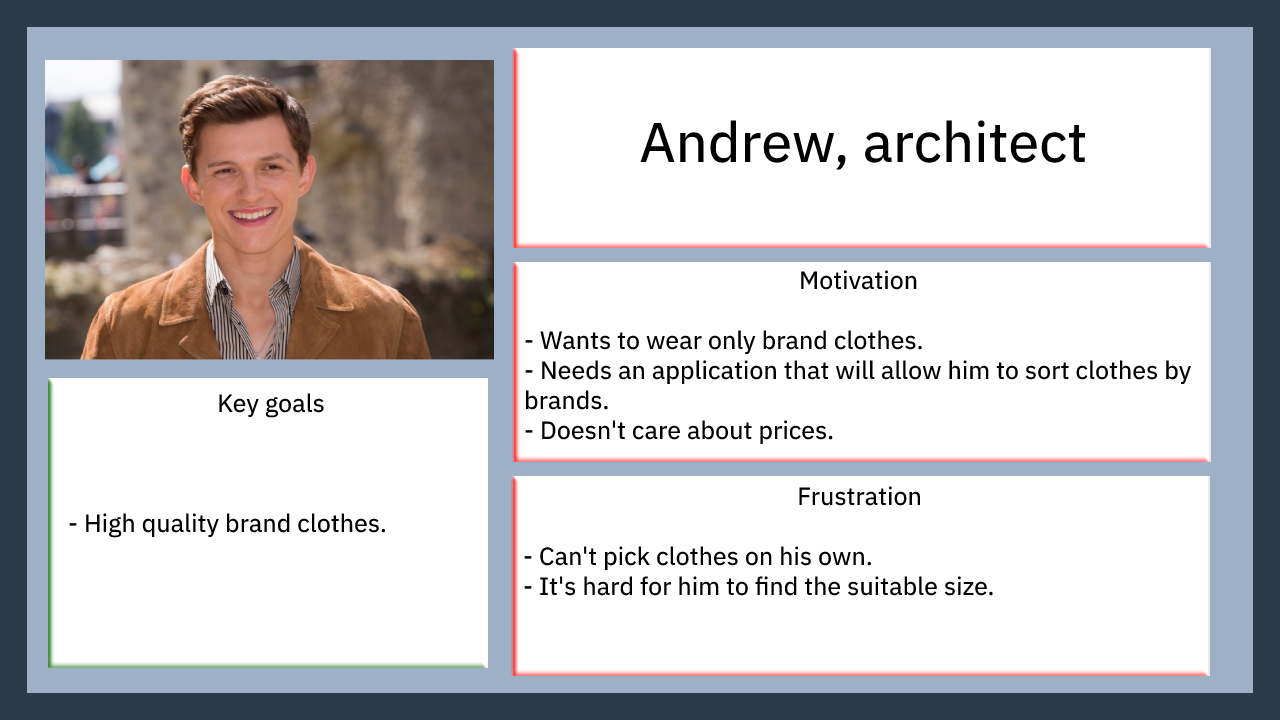 Andrew, architect
Motivation
- Wants to wear only brand clothes.
- Needs an application that will allow him to sort clothes by
brands.
- Doesn't care about prices.
Key goals
- High quality brand clothes.
Frustration
- Can't pick clothes on his own.
- It's hard for him to find the suitable size.